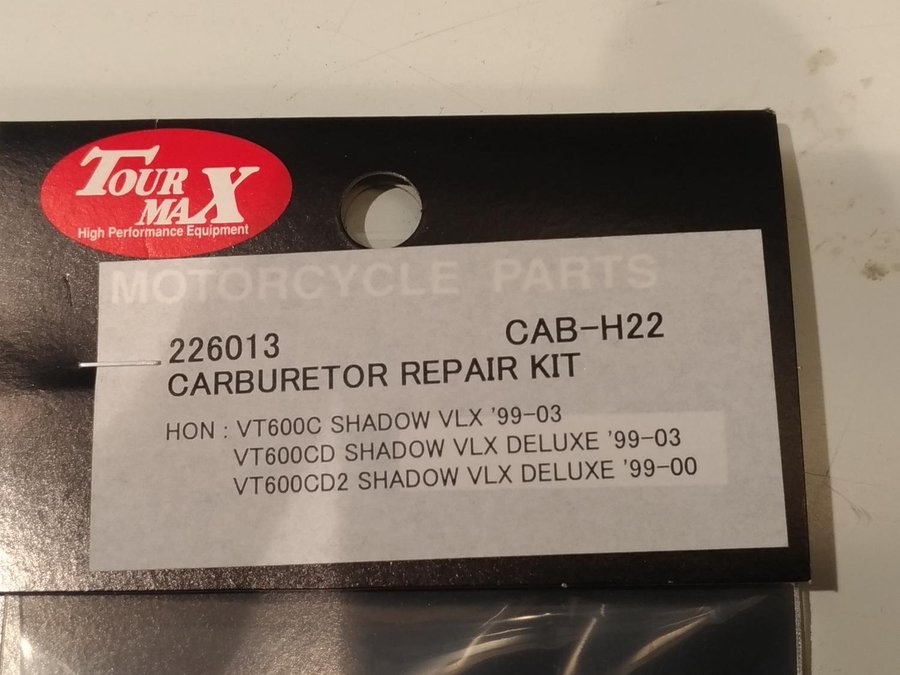 TOUR
MAX
High Performance Equipment
MOTORCYCLE PARTS
226013 CAB-H22
CARBURETOR REPAIR KIT
HON : VT600C SHADOW VLX '99-03
VT600CD SHADOW VLX DELUXE '99-03
VT600CD2 SHADOW VLX DELUXE '99-00